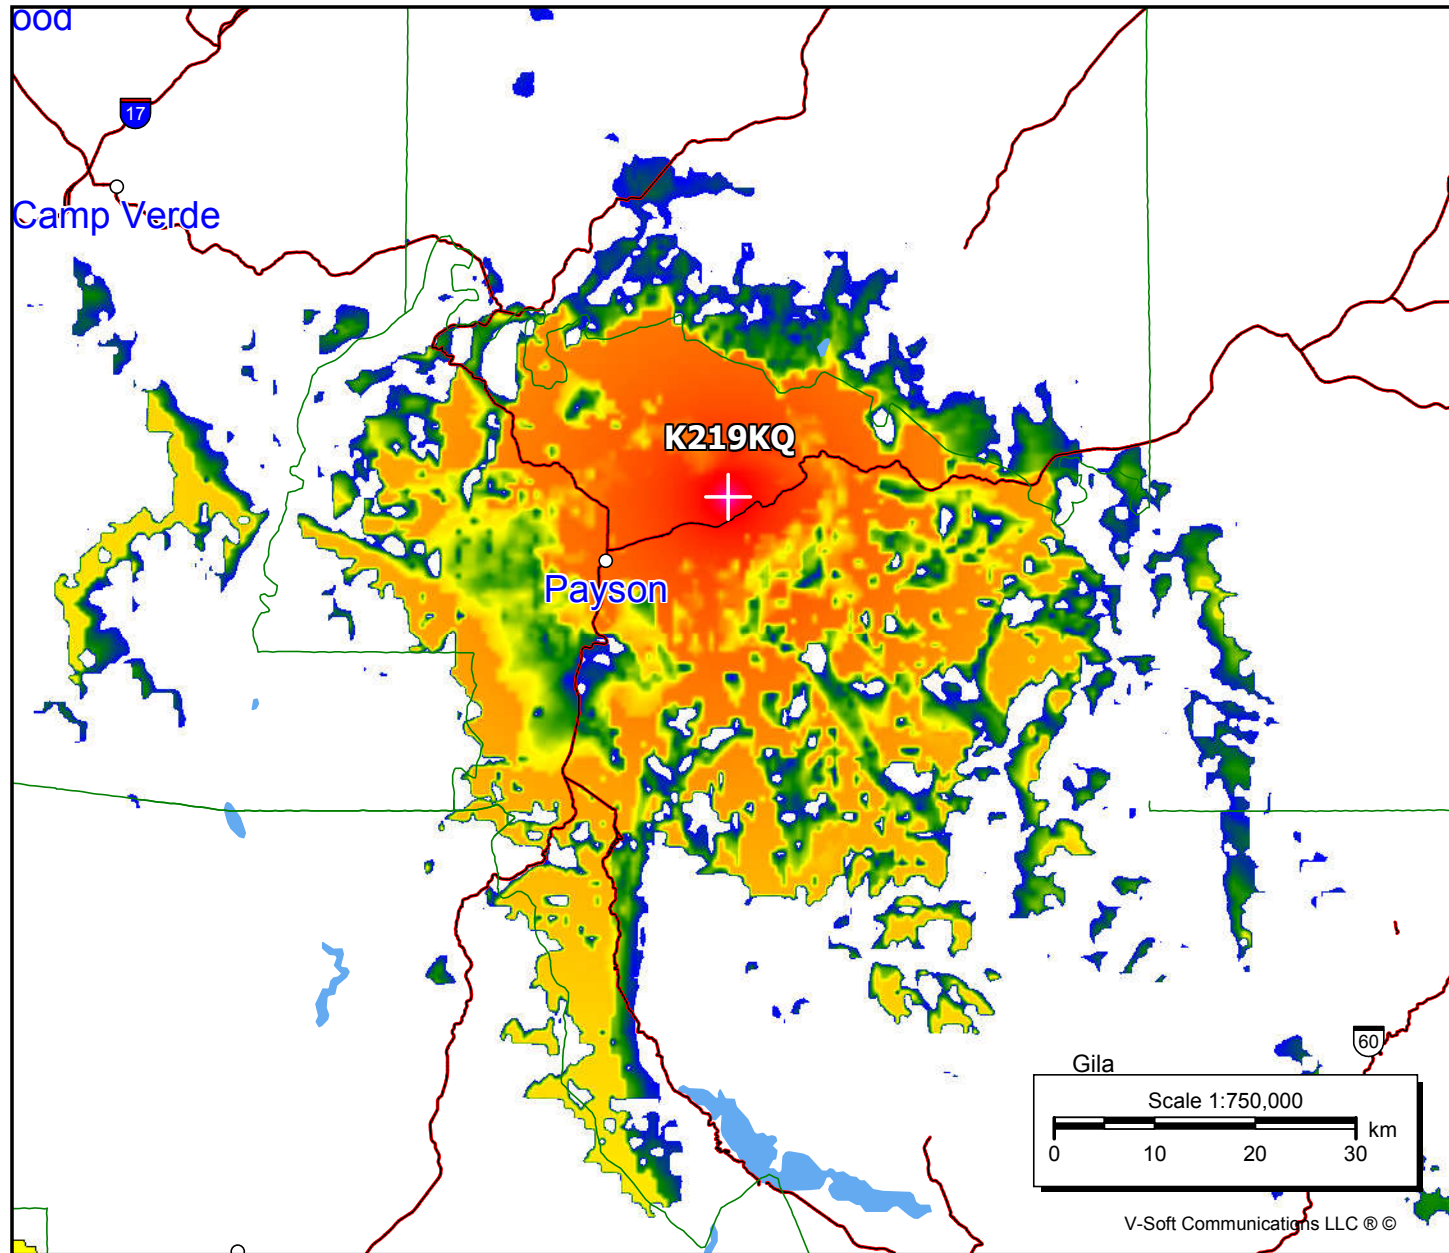 ood
17
Camp Verde
K219KQ
Payson
60
Gila
Scale 1:750,000
km
0 10 20 30
V-Soft Communications LLC ® ©